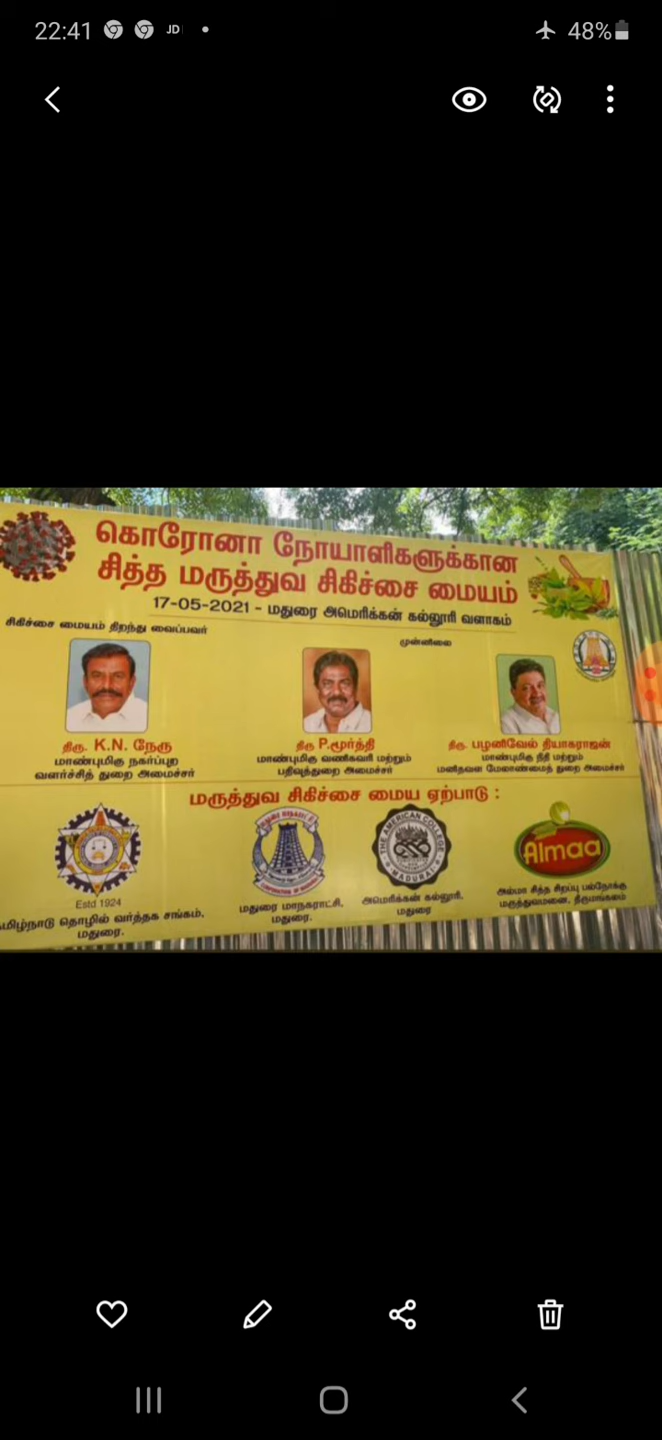 22:41
JD
48%
கொரோனா நோயாளிகளுக்கான
சித்த மருத்துவ சிகிச்சை மையம்
17-05-2021 - மதுரை அமெரிக்கன் கல்லூரி வளாகம்
சிகிச்சை மையம் திறந்து வைப்பவர்
முன்னிலை
திரு. K.N. நேரு
மாண்புமிகு நகர்ப்புற
வளர்ச்சித் துறை அமைச்சர்
திரு P.மூர்த்தி
மாண்புமிகு வணிகவரி மற்றும்
பதிவுத்துறை அமைச்சர்
திரு. பழனிவேல் தியாகராஜன்
மாண்புமிகு நிதி மற்றும்
மனிதவள மேலாண்மைத் துறை அமைச்சர்
மருத்துவ சிகிச்சை மைய ஏற்பாடு :
Estd 1924
மிழ்நாடு தொழில் வர்த்தக சங்கம்,
மதுரை.
மதுரை மாநகராட்சி,
மதுரை.
THE AMERICAN COLLEGE
MADURAI
அமெரிக்கன் கல்லூரி,
மதுரை
Almaa
அல்மா சித்த சிறப்பு பல்நோக்கு
மருத்துவமனை, திருமங்கலம்